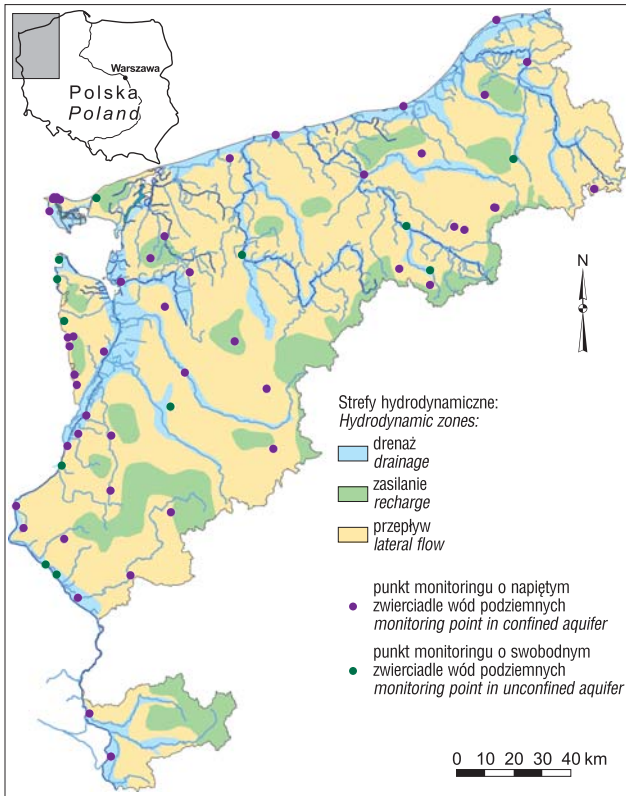 Warszawa
Polska
Poland
N
Strefy hydrodynamiczne:
Hydrodynamic zones:
drenaż
drainage
zasilanie
recharge
przepływ
lateral flow
punkt monitoringu o napiętym
zwierciadle wód podziemnych
monitoring point in confined aquifer
punkt monitoringu o swobodnym
zwierciadle wód podziemnych
monitoring point in unconfined aquifer
0 10 20 30 40 km